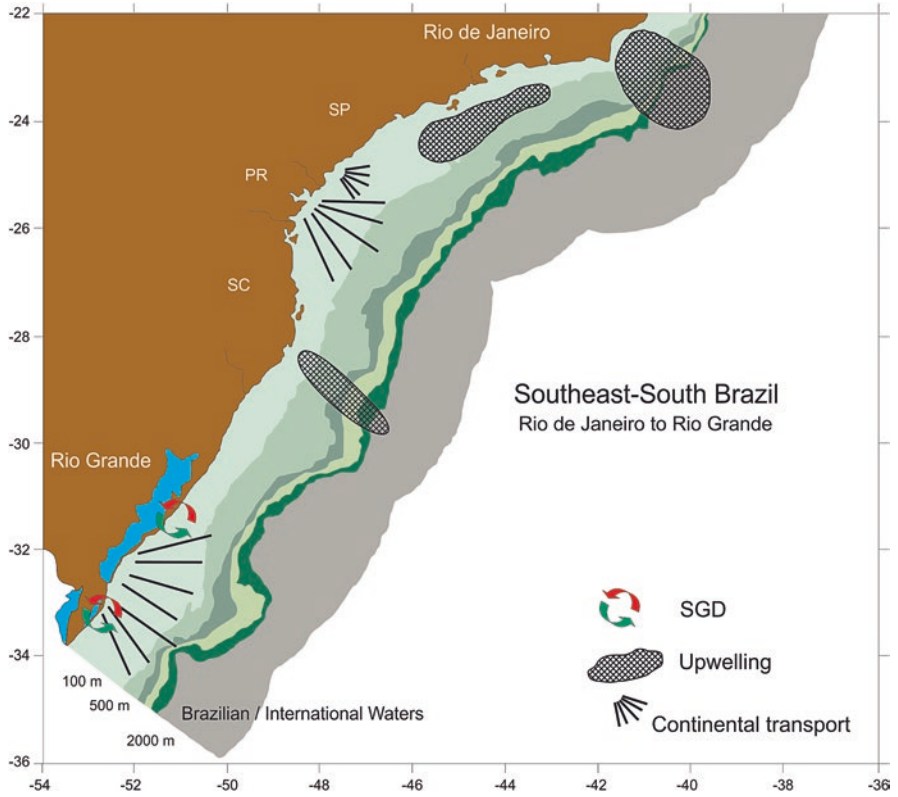 -22
-24
-26
-28
-30
-32
-34
-36
Rio de Janeiro
SP
PR
SC
Rio Grande
Southeast-South Brazil
Rio de Janeiro to Rio Grande
SGD
Upwelling
Continental transport
100 m
500 m
2000 m
Brazilian / International Waters
-54
-52
-50
-48
-46
-44
-42
-40
-38
-36